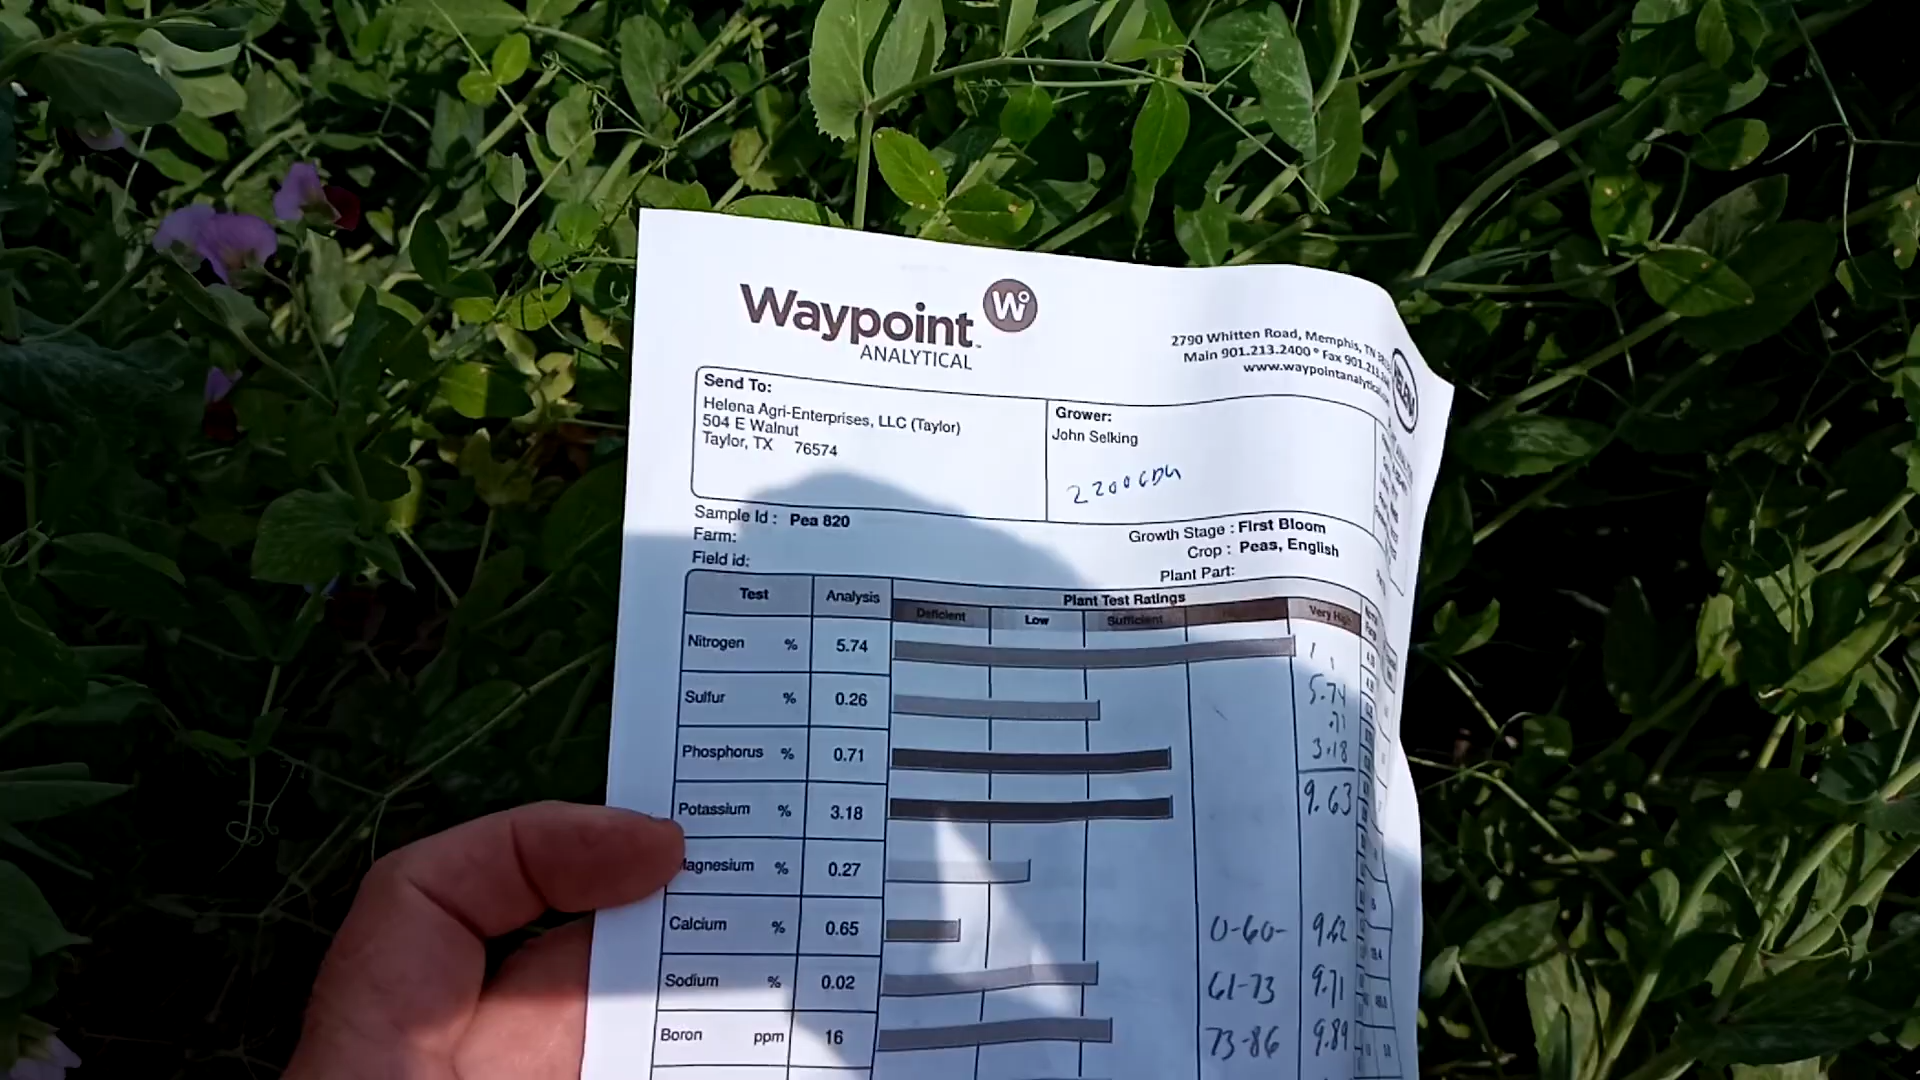 Waypoint
ANALYTICAL
2790 Whitten Road, Memphis, TN
Main 901.213.2400 ° Fax 901.213.
www.waypointanalytical
Send To:
Helena Agri-Enterprises, LLC (Taylor)
504 E Walnut
Taylor, TX 76574
Grower:
John Selking
Sample Id : Pea 820
Farm:
Field id:
Growth Stage : First Bloom
Crop : Peas, English
Plant Part:
Test Analysis Plant Test Ratings
Deficient Low Sufficient Very High
Nitrogen % 5.74
Sulfur % 0.26
Phosphorus % 0.71
Potassium % 3.18
Magnesium % 0.27
Calcium % 0.65
Sodium % 0.02
Boron ppm 16
5.74
.71
3.18
9.63
0-60- 9.62
61-73 9.71
73-86 9.89